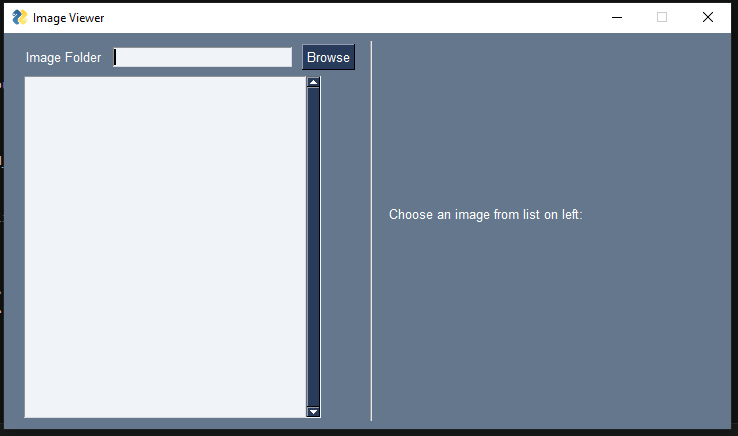 Image Viewer
Image Folder
Browse
Choose an image from list on left: